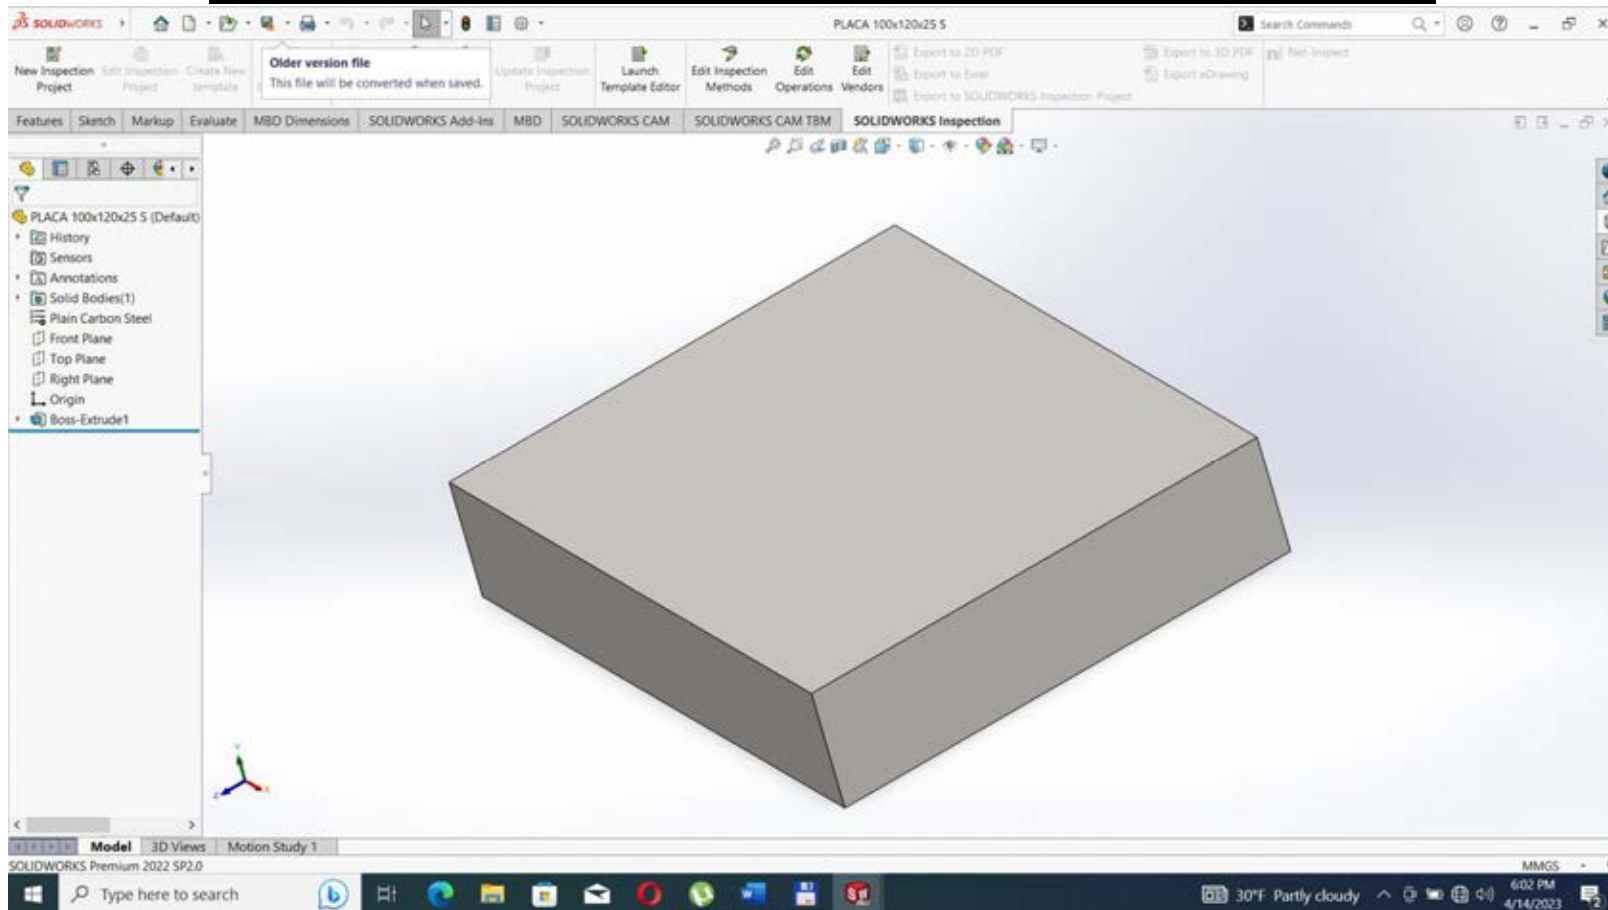 SOLIDWORKS
PLACA 100x120x25 S
Search Commands
New Inspection Project
Edit Inspection Project
Create New template
Older version file
This file will be converted when saved.
Update Inspection Project
Launch Template Editor
Edit Inspection Methods
Edit Operations
Edit Vendors
Export to 2D PDF
Export to Excel
Export to SOLIDWORKS Inspection Project
Export to 3D PDF
Export eDrawing
Net-Inspect
Features Sketch Markup Evaluate MBD Dimensions SOLIDWORKS Add-Ins MBD SOLIDWORKS CAM SOLIDWORKS CAM TBM SOLIDWORKS Inspection
PLACA 100x120x25 S (Default)
History
Sensors
Annotations
Solid Bodies(1)
Plain Carbon Steel
Front Plane
Top Plane
Right Plane
Origin
Boss-Extrude1
Y
Z
X
Model 3D Views Motion Study 1
SOLIDWORKS Premium 2022 SP2.0
MMGS
Type here to search
30°F Partly cloudy
6:02 PM
4/14/2023
2